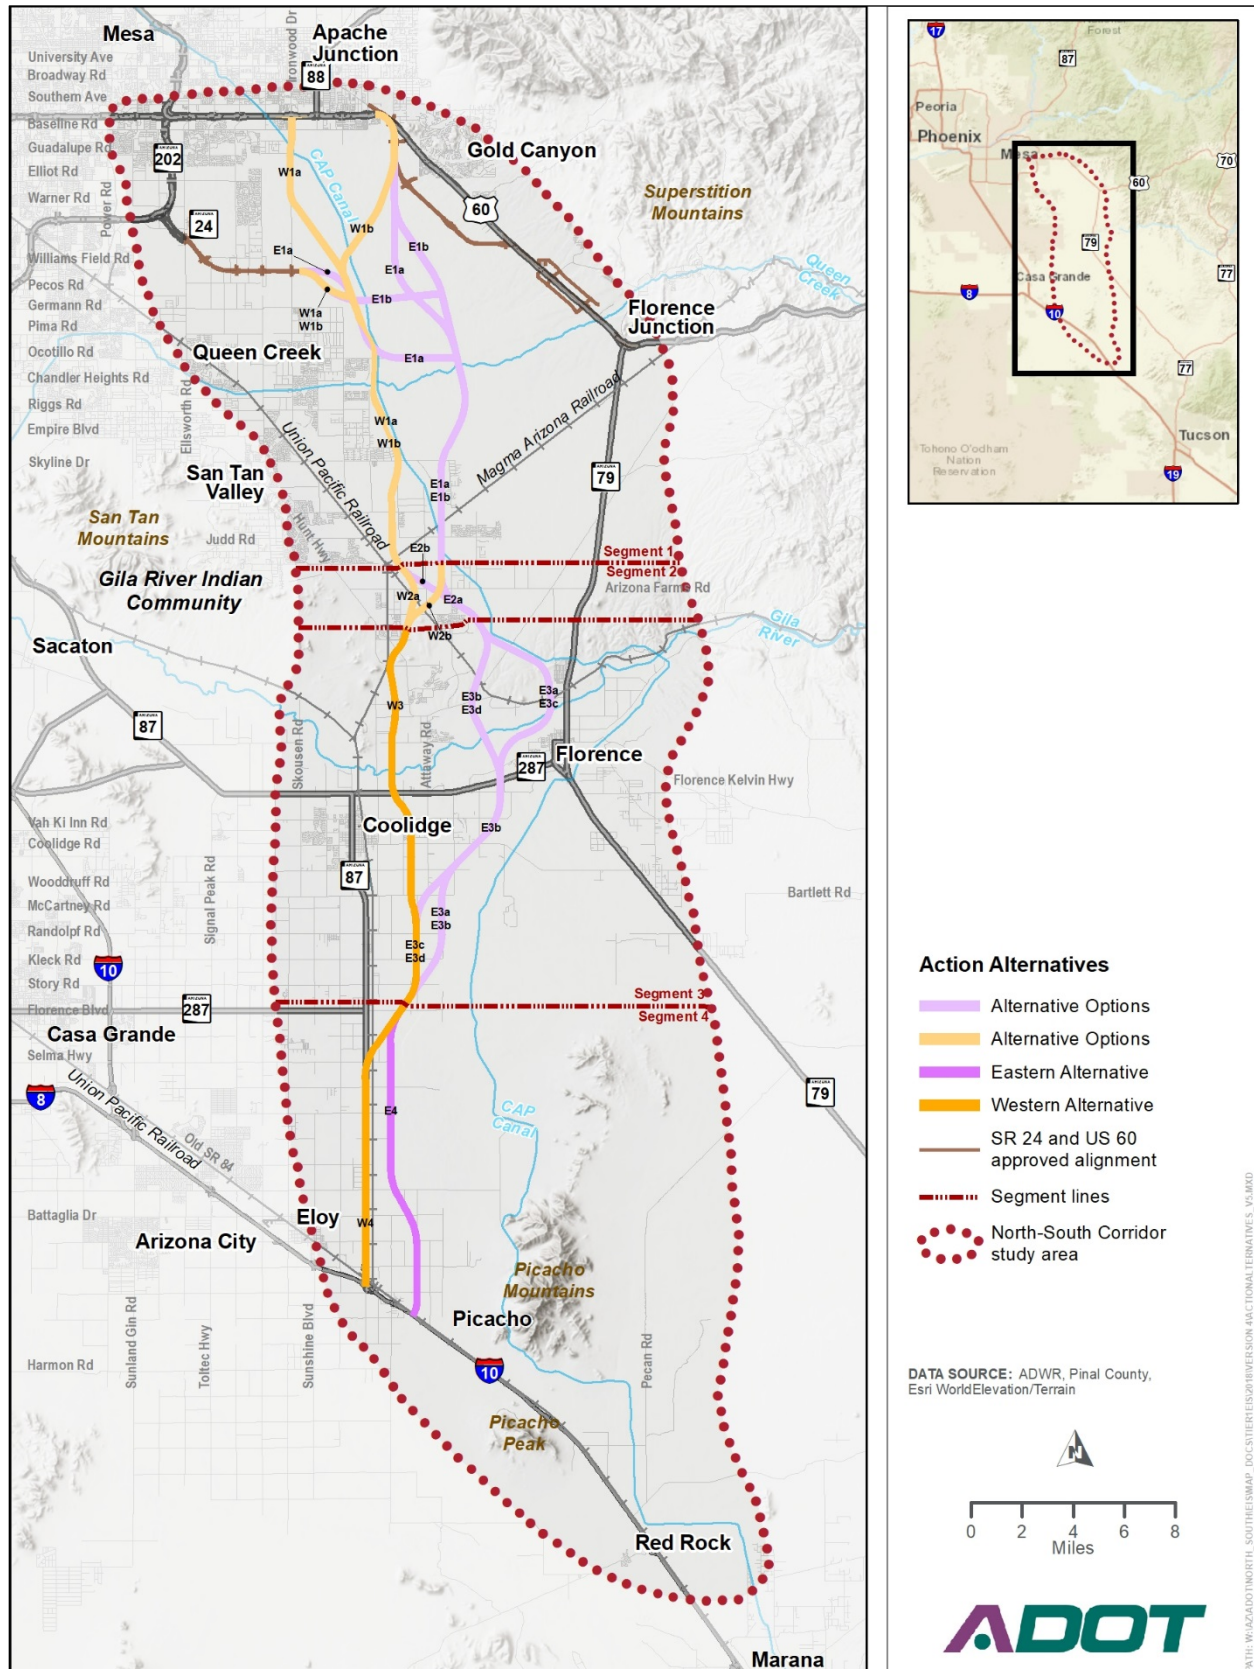 Mesa
Apache
Junction
University Ave
Broadway Rd
Southern Ave
Baseline Rd
Guadalupe Rd
Elliot Rd
Warner Rd
Power Rd
Williams Field Rd
Pecos Rd
Germann Rd
Pima Rd
Ocotillo Rd
Chandler Heights Rd
Riggs Rd
Empire Blvd
Skyline Dr
Ironwood Dr
ARIZONA
88
ARIZONA
202
ARIZONA
24
CAP Canal
W1a
W1b
E1a
E1b
E1a
W1a
W1b
E1b
E1a
Gold Canyon
60
Superstition
Mountains
Queen
Creek
Florence
Junction
Queen Creek
Ellsworth Rd
Union Pacific Railroad
Magma Arizona Railroad
W1a
W1b
E1a
E1b
ARIZONA
79
San Tan
Valley
San Tan
Mountains
Judd Rd
Hunt Hwy
Gila River Indian
Community
Segment 1
Segment 2
Arizona Farms Rd
E2b
W2a
E2a
W2b
Gila
River
Sacaton
ARIZONA
87
Skousen Rd
W3
Attaway Rd
E3b
E3d
E3a
E3c
Florence
ARIZONA
287
Florence Kelvin Hwy
Vah Ki Inn Rd
Coolidge Rd
Wooddruff Rd
McCartney Rd
Randolpf Rd
Kleck Rd
Story Rd
Florence Blvd
Selma Hwy
Signal Peak Rd
Coolidge
E3b
ARIZONA
87
E3a
E3b
E3c
E3d
Bartlett Rd
10
ARIZONA
287
Casa Grande
Segment 3
Segment 4
8
Union Pacific Railroad
Old SR 84
E4
CAP
Canal
ARIZONA
79
Battaglia Dr
Arizona City
Eloy
W4
Picacho
Mountains
Picacho
Harmon Rd
Sunland Gin Rd
Toltec Hwy
Sunshine Blvd
Pecan Rd
10
Picacho
Peak
Red Rock
Marana
17
Forest
87
Peoria
Phoenix
Mesa
70
60
79
77
Casa Grande
8
10
77
Tucson
Tohono O'odham
Nation
Reservation
19
Action Alternatives
Alternative Options
Alternative Options
Eastern Alternative
Western Alternative
SR 24 and US 60
approved alignment
Segment lines
North-South Corridor
study area
DATA SOURCE: ADWR, Pinal County,
Esri WorldElevation/Terrain
N
0 2 4 6 8
Miles
ADOT